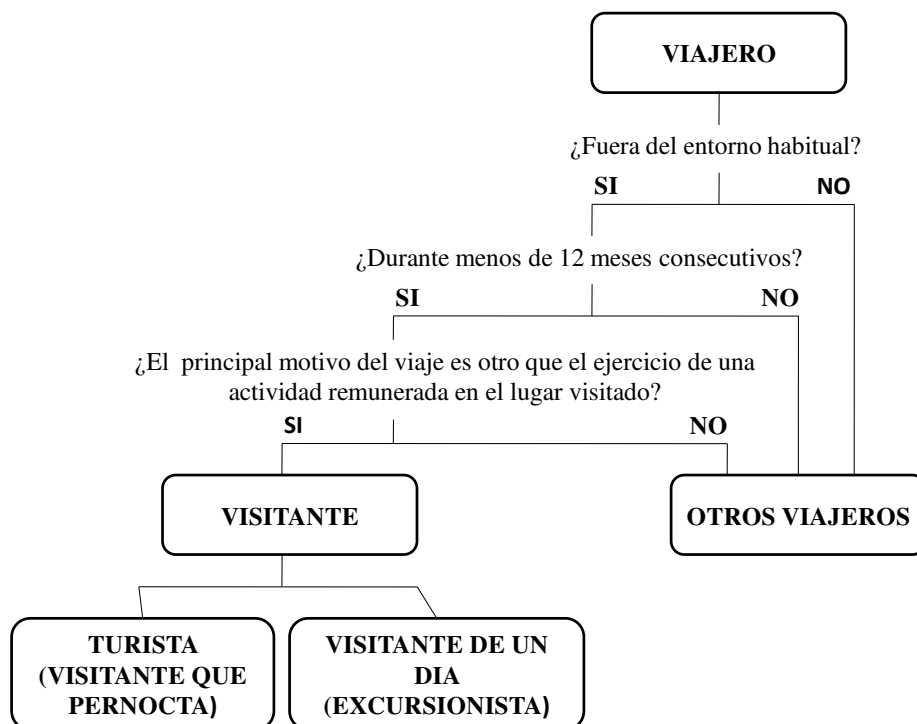 VIAJERO
¿Fuera del entorno habitual?
SI NO
¿Durante menos de 12 meses consecutivos?
SI NO
¿El principal motivo del viaje es otro que el ejercicio de una
actividad remunerada en el lugar visitado?
SI NO
VISITANTE
OTROS VIAJEROS
TURISTA
(VISITANTE QUE
PERNOCTA)
VISITANTE DE UN
DIA
(EXCURSIONISTA)